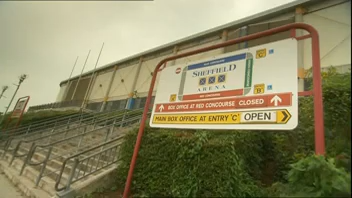 SHEFFIELD
ARENA
BOX OFFICE AT RED CONCOURSE CLOSED
MAIN BOX OFFICE AT ENTRY 'C' OPEN